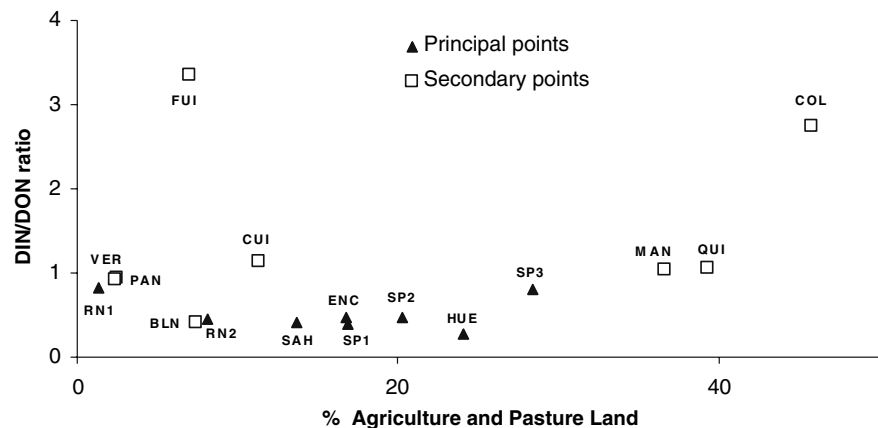 4
Principal points
Secondary points
FUI
COL
3
DIN/DON ratio
2
CUI
MAN
QUI
VER
PAN
1
SP3
ENC
SP2
RN1
HUE
BLN
RN2
SAH
SP1
0
0
20
40
% Agriculture and Pasture Land